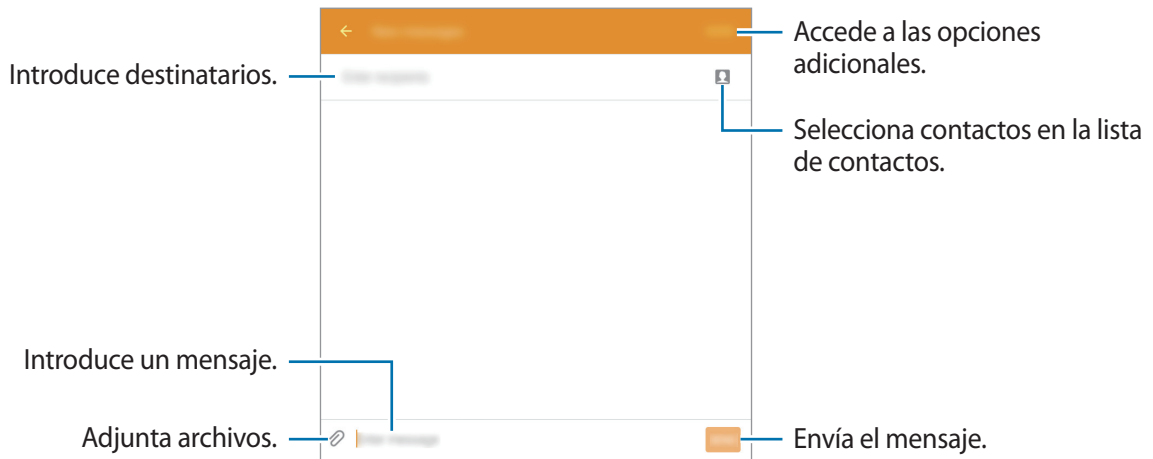 Accede a las opciones
adicionales.
Introduce destinatarios.
Selecciona contactos en la lista
de contactos.
Introduce un mensaje.
Adjunta archivos.
Envía el mensaje.